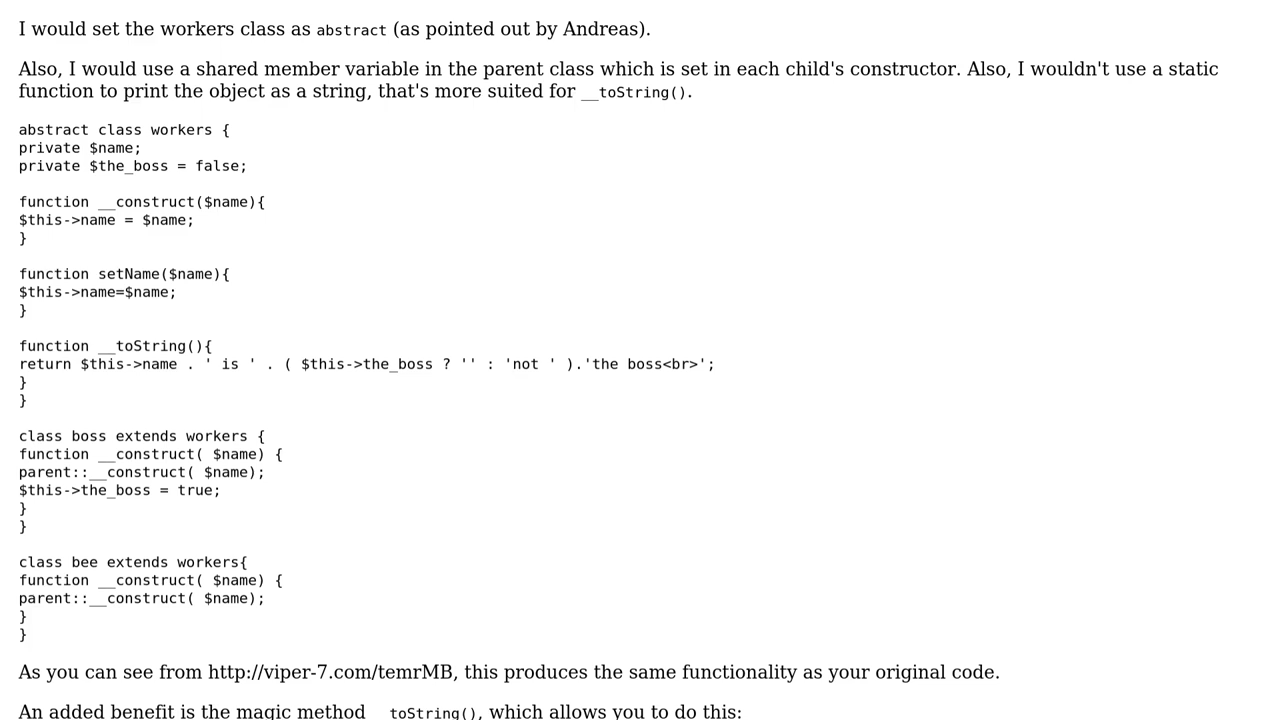 I would set the workers class as abstract (as pointed out by Andreas).
Also, I would use a shared member variable in the parent class which is set in each child's constructor. Also, I wouldn't use a static
function to print the object as a string, that's more suited for __toString().
abstract class workers {
private $name;
private $the_boss = false;
function __construct($name){
$this->name = $name;
}
function setName($name){
$this->name=$name;
}
function __toString(){
return $this->name . ' is ' . ( $this->the_boss ? '' : 'not ' ).'the boss<br>';
}
}
class boss extends workers {
function __construct( $name) {
parent::__construct( $name);
$this->the_boss = true;
}
}
class bee extends workers{
function __construct( $name) {
parent::__construct( $name);
}
}
As you can see from http://viper-7.com/temrMB, this produces the same functionality as your original code.
An added benefit is the magic method __toString(), which allows you to do this: